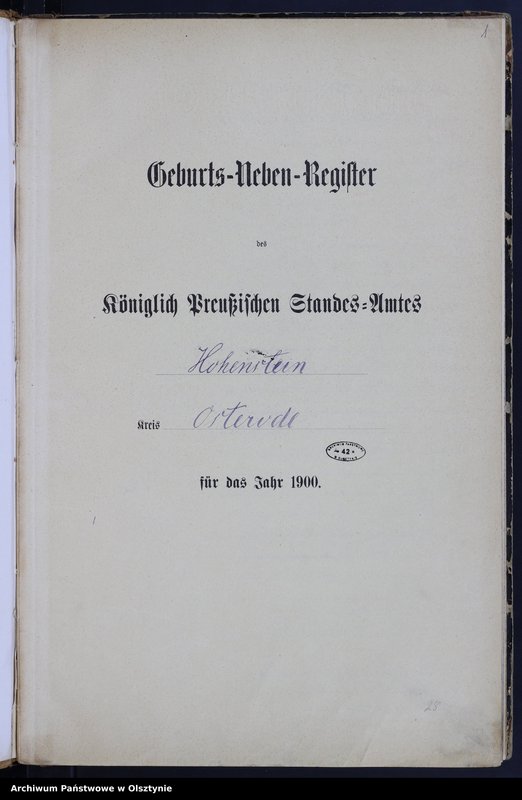 1
Geburts-Neben-Register
des
Königlich Preußischen Standes-Amtes
Hohenstein
Kreis Osterode
42
für das Jahr 1900.
28
Archiwum Państwowe w Olsztynie